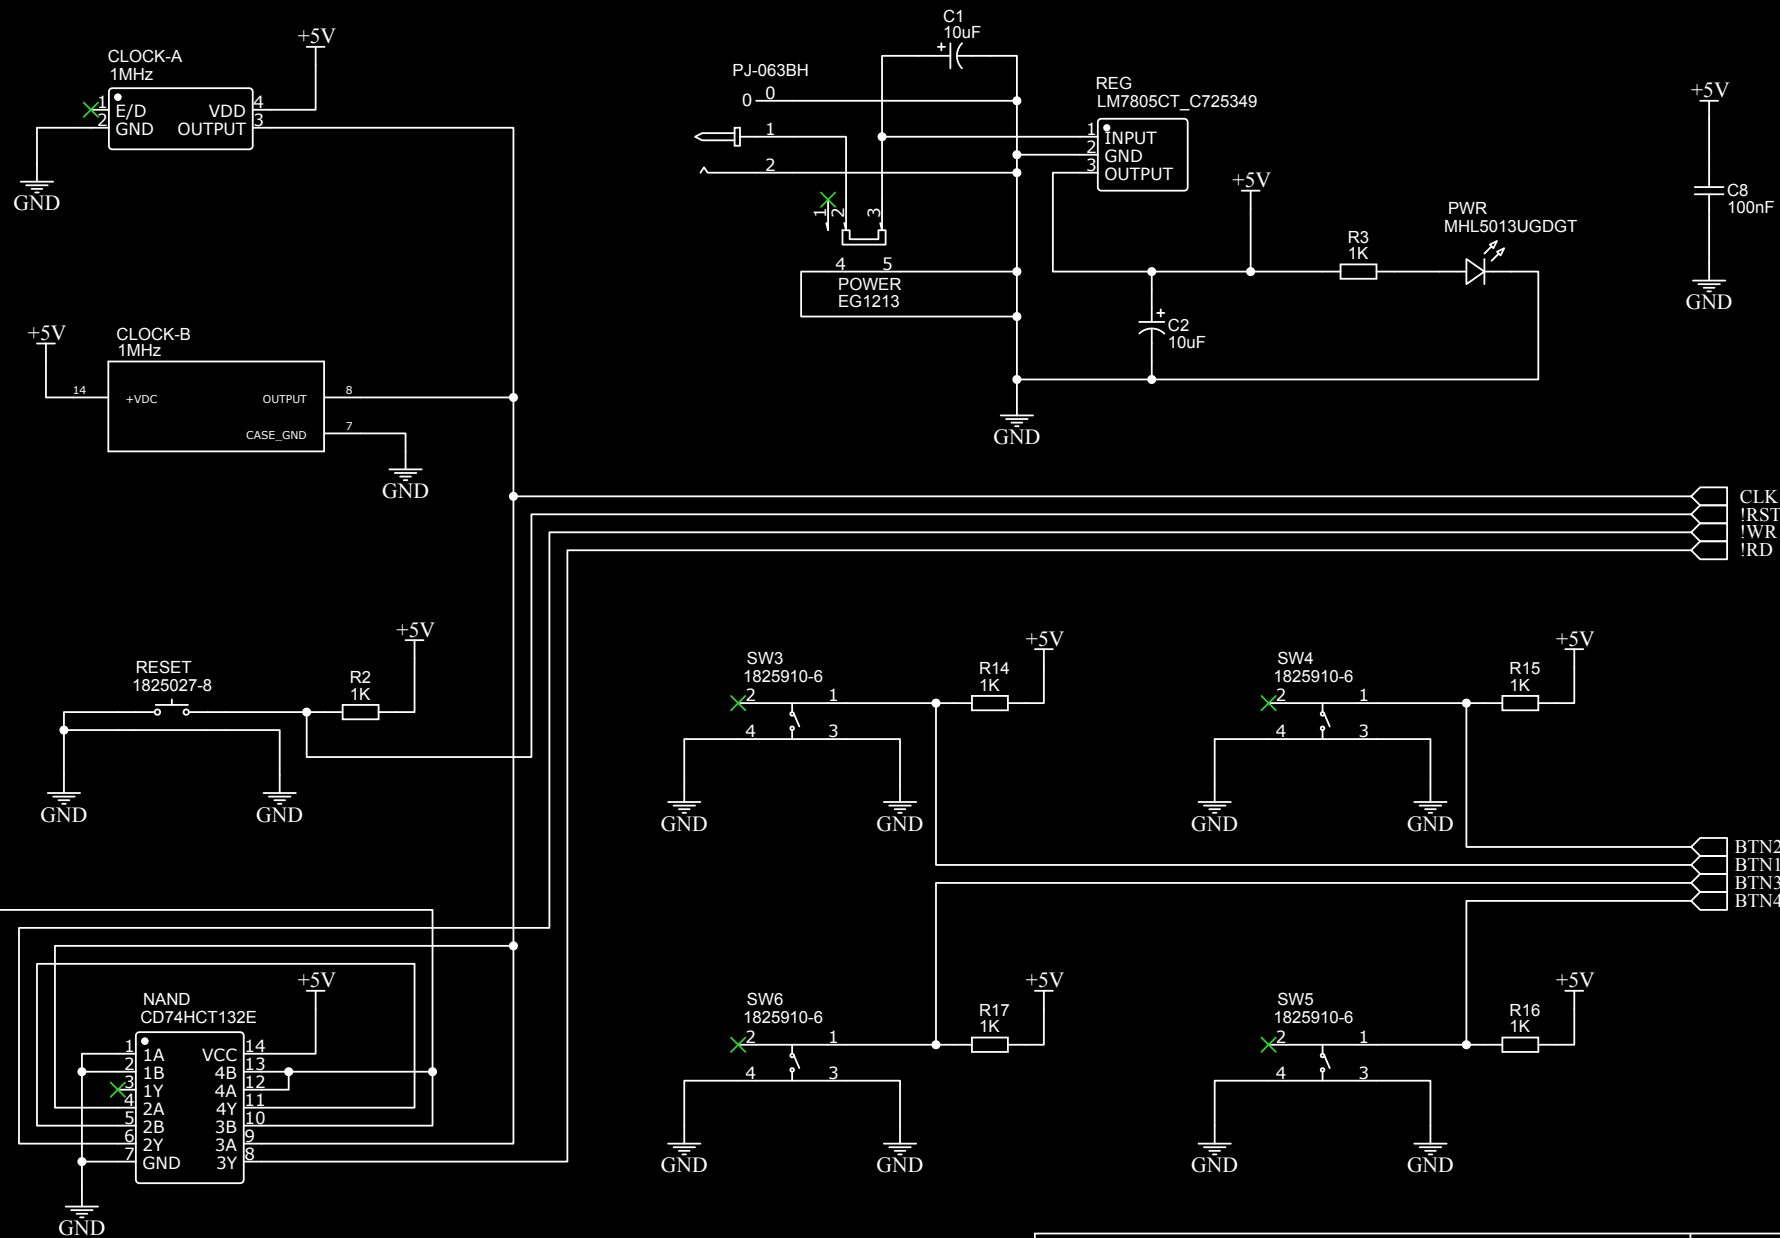 CLOCK-A
1MHz
+5V
1
2
E/D
GND
VDD
OUTPUT
4
3
GND
C1
10uF
+
PJ-063BH
0
0
1
2
1
2
3
4
5
POWER
EG1213
REG
LM7805CT_C725349
1
2
3
INPUT
GND
OUTPUT
+5V
R3
1K
PWR
MHL5013UGDGT
+
C2
10uF
GND
+5V
C8
100nF
GND
+5V
CLOCK-B
1MHz
14
+VDC
OUTPUT
8
CASE_GND
7
GND
CLK
!RST
!WR
!RD
RESET
1825027-8
R2
1K
+5V
GND
GND
SW3
1825910-6
2
1
4
3
R14
1K
+5V
GND
GND
SW4
1825910-6
2
1
4
3
R15
1K
+5V
GND
GND
BTN2
BTN1
BTN3
BTN4
NAND
CD74HCT132E
+5V
1
1A
VCC
14
2
1B
4B
13
3
1Y
4A
12
4
2A
4Y
11
5
2B
3B
10
6
2Y
3A
9
7
GND
3Y
8
GND
SW6
1825910-6
2
1
4
3
R17
1K
+5V
GND
GND
SW5
1825910-6
2
1
4
3
R16
1K
+5V
GND
GND